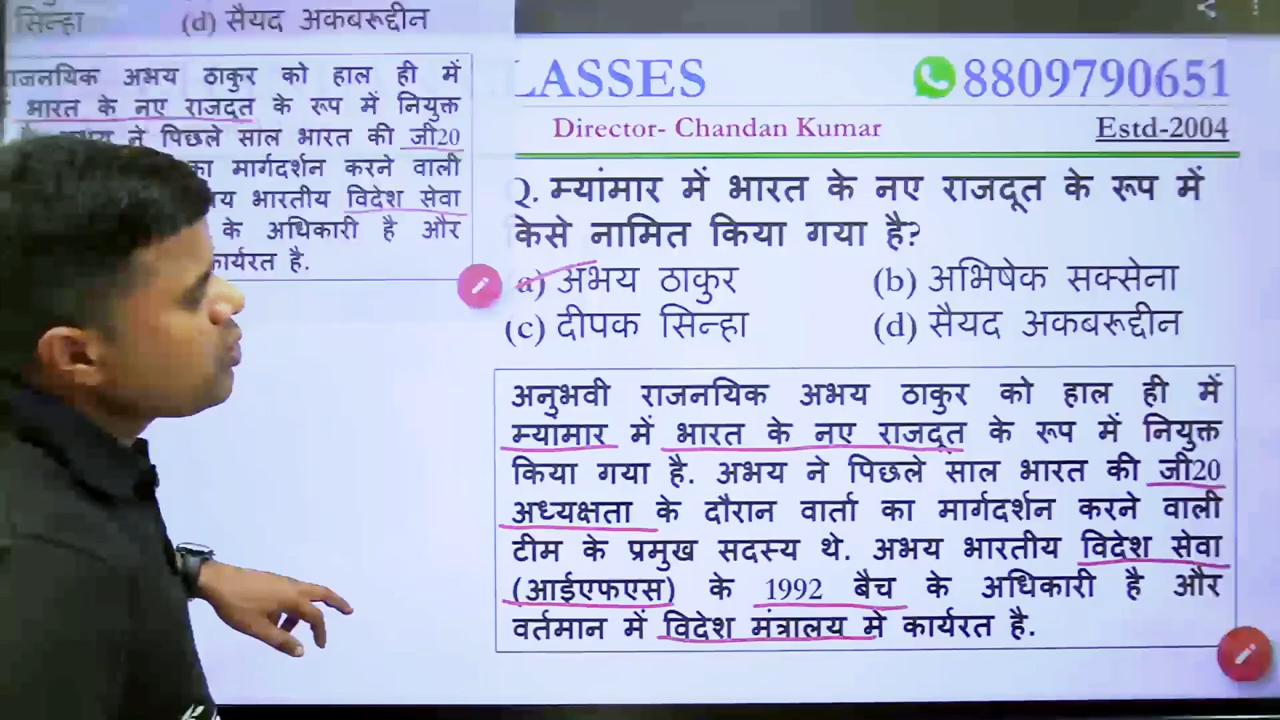 सिन्हा (d) सैयद अकबरूद्दीन
राजनयिक अभय ठाकुर को हाल ही में
भारत के नए राजदूत के रूप में नियुक्त
ने पिछले साल भारत की जी20
का मार्गदर्शन करने वाली
भारतीय विदेश सेवा
के अधिकारी है और
कार्यरत है.
LASSES 8809790651
Director- Chandan Kumar Estd-2004
Q. म्यांमार में भारत के नए राजदूत के रूप में
केसे नामित किया गया है?
a) अभय ठाकुर (b) अभिषेक सक्सेना
(c) दीपक सिन्हा (d) सैयद अकबरूद्दीन
अनुभवी राजनयिक अभय ठाकुर को हाल ही में
म्यांमार में भारत के नए राजदूत के रूप में नियुक्त
किया गया है. अभय ने पिछले साल भारत की जी20
अध्यक्षता के दौरान वार्ता का मार्गदर्शन करने वाली
टीम के प्रमुख सदस्य थे. अभय भारतीय विदेश सेवा
(आईएफएस) के 1992 बैच के अधिकारी है और
वर्तमान में विदेश मंत्रालय मे कार्यरत है.